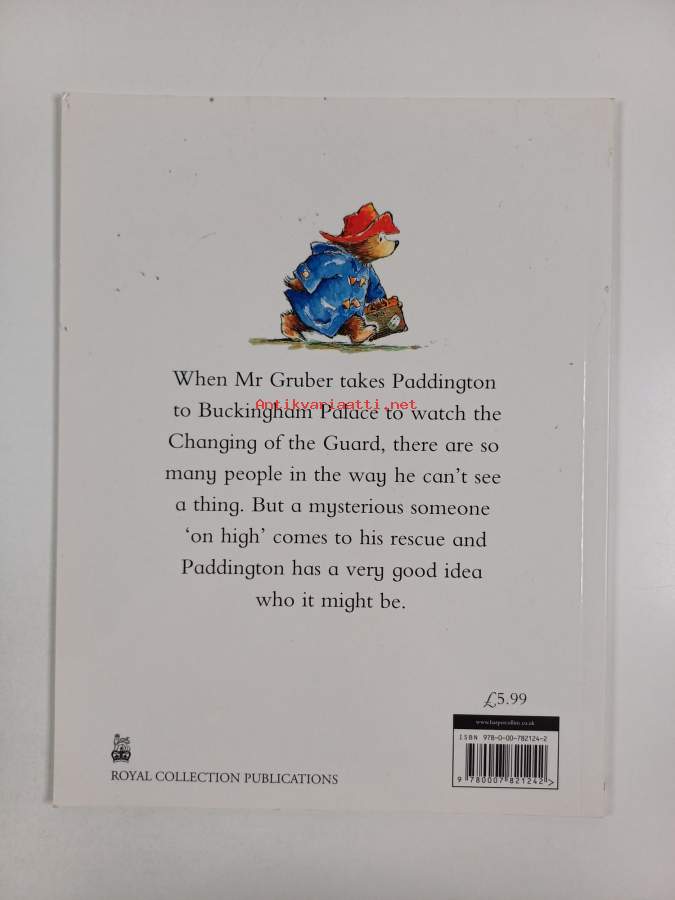 When Mr Gruber takes Paddington
to Buckingham Palace to watch the
Antikvariaatti.net
Changing of the Guard, there are so
many people in the way he can't see
a thing. But a mysterious someone
'on high' comes to his rescue and
Paddington has a very good idea
who it might be.
£5.99
www.harpercollins.co.uk
ISBN 978-0-00-782124-2
9 780007 821242 >
ROYAL COLLECTION PUBLICATIONS